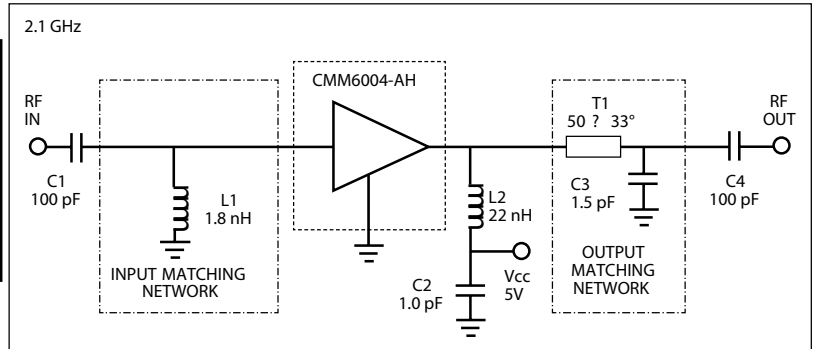 2.1 GHz
CMM6004-AH
RF
IN
C1
100 pF
L1
1.8 nH
INPUT MATCHING
NETWORK
L2
22 nH
C2
1.0 pF
Vcc
5V
T1
50 ? 33°
C3
1.5 pF
OUTPUT
MATCHING
NETWORK
RF
OUT
C4
100 pF